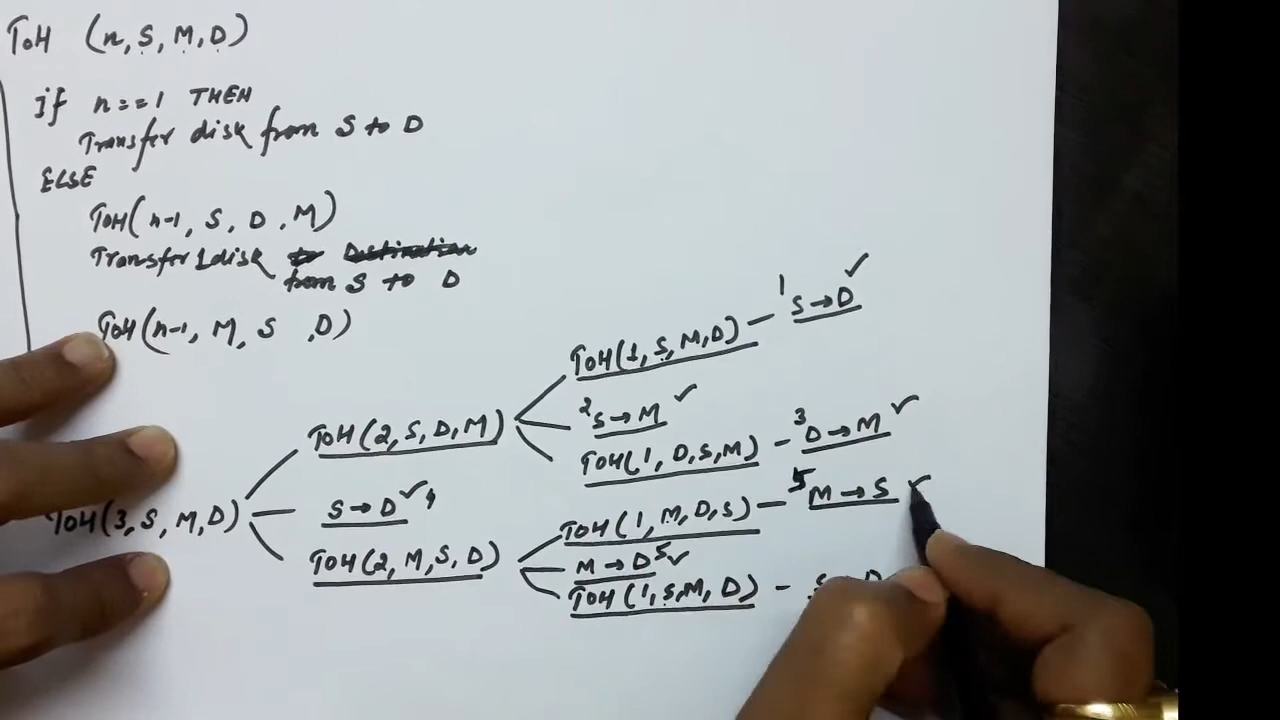 TOH (n, S, M, D)
If n==1 THEN
Transfer disk from S to D
ELSE
TOH(n-1, S, D, M)
Transfer 1 disk
from S to D
TOH(n-1, M, S, D)
1 S→D ✓
TOH(1, S, M, D) –
2 S→M ✓
TOH(2, S, D, M)
3 D→M ✓
TOH(1, D, S, M) –
5 M→S ✓
S→D ✓ 4
TOH(3, S, M, D)
TOH(1, M, D, S) –
TOH(2, M, S, D)
M→D 5 ✓
TOH(1, S, M, D) – S D